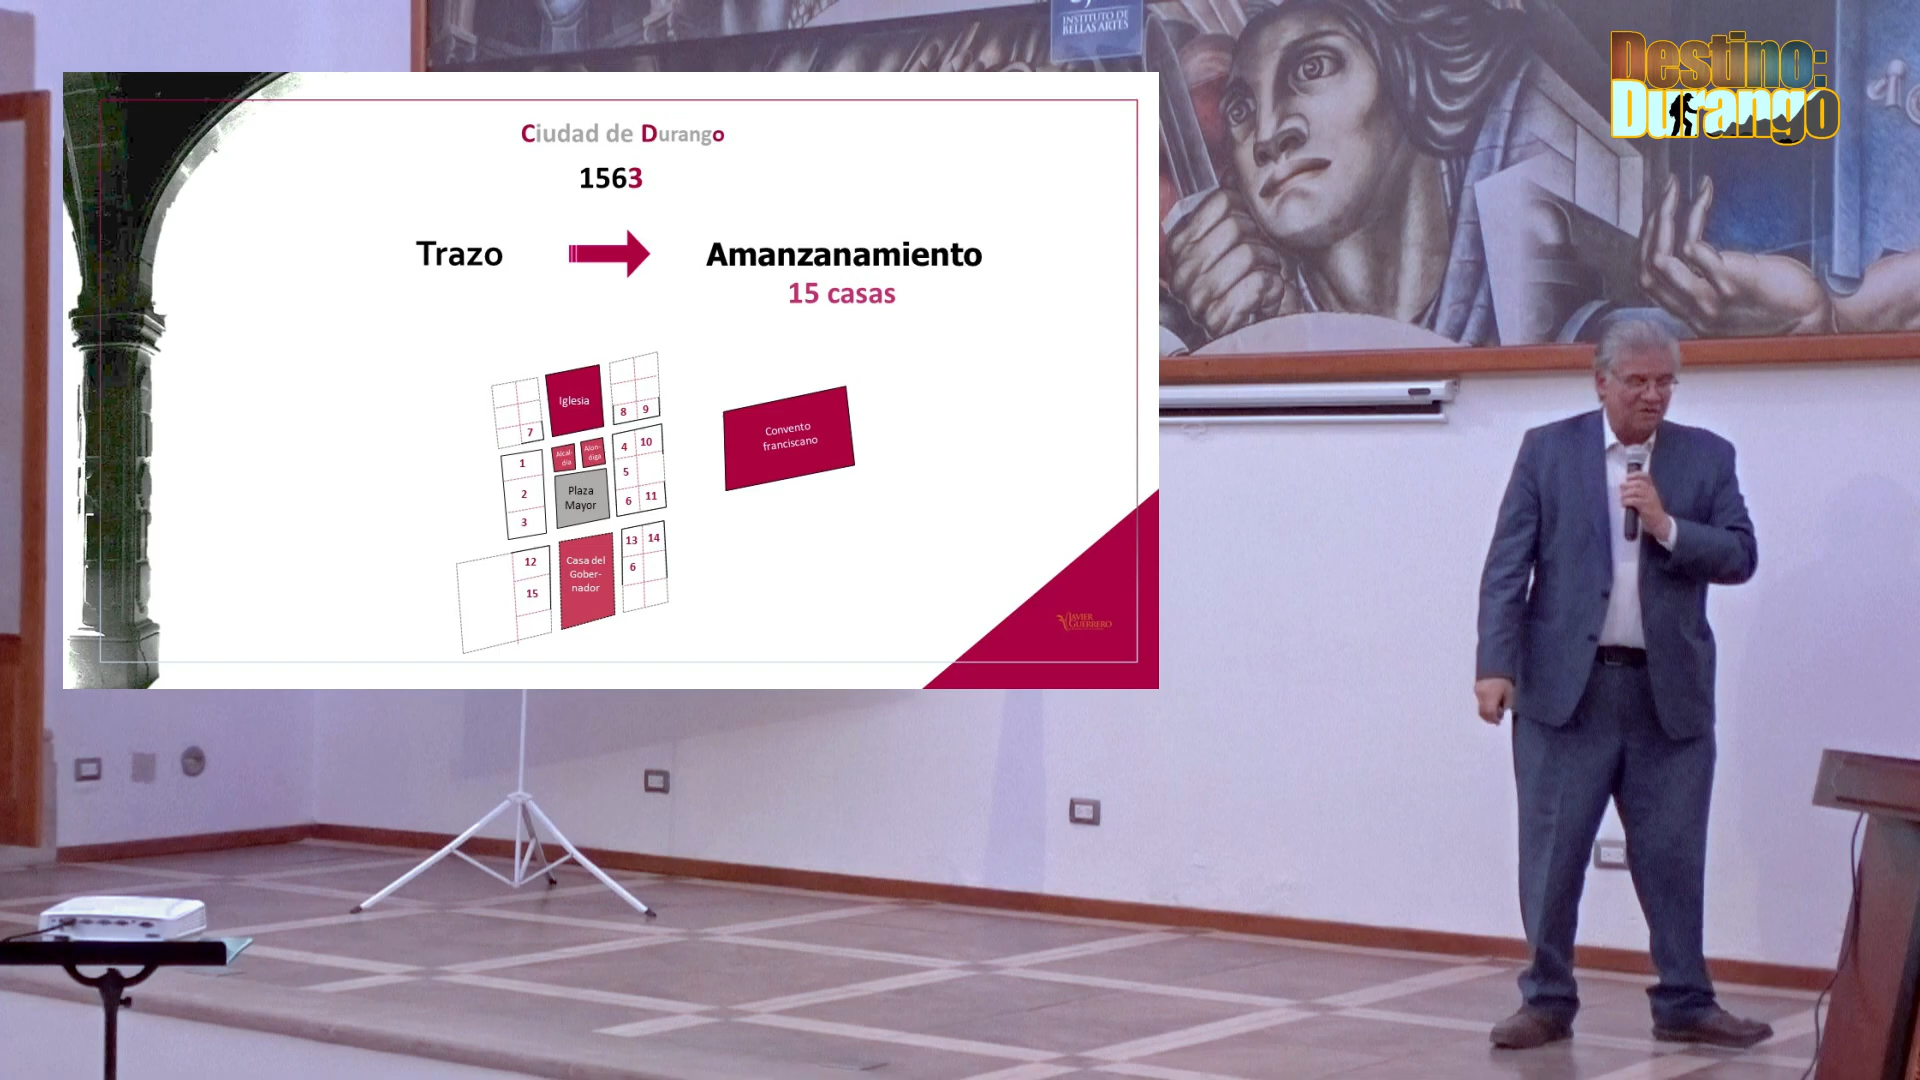 INSTITUTO DE
BELLAS ARTES
Destino:
Durango
Ciudad de Durango
1563
Trazo
Amanzanamiento
15 casas
Iglesia
8 9
7
Alcal-
día
Alon-
diga
4 10
1
5
2
Plaza
Mayor
6 11
3
Convento
franciscano
13 14
12
Casa del
Gober-
nador
6
15
JAVIER
GUERRERO